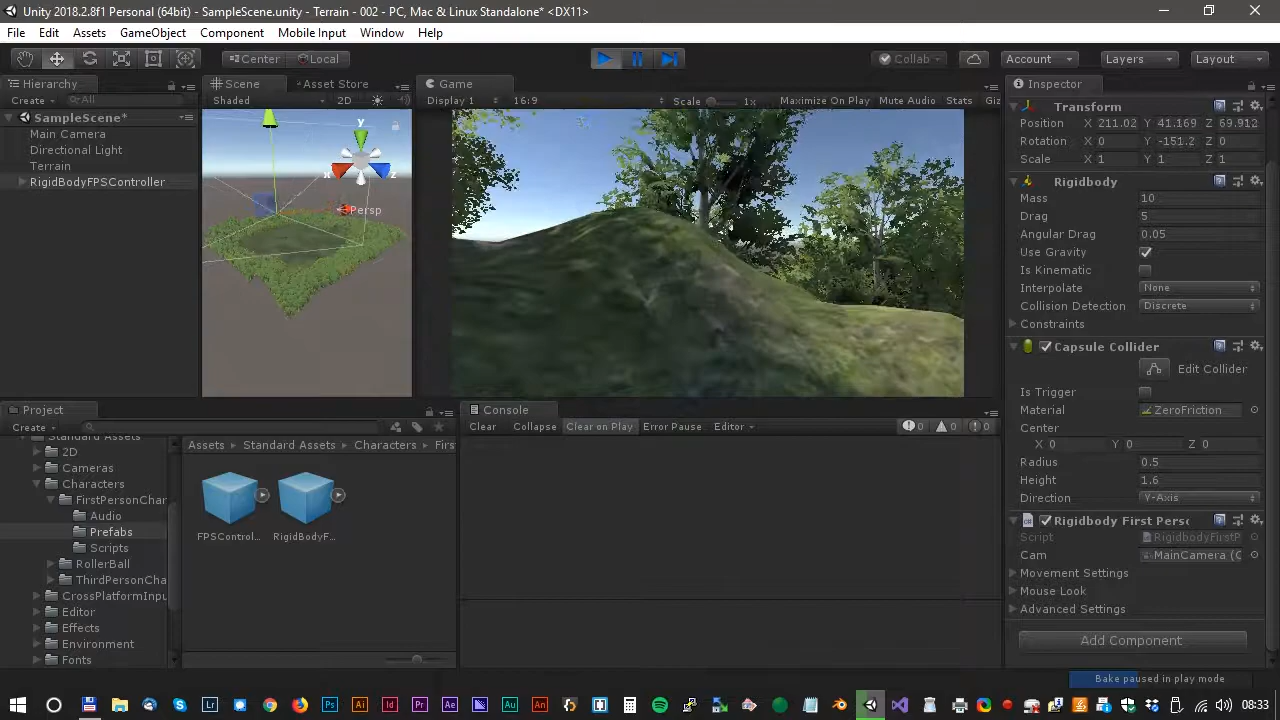 Unity 2018.2.8f1 Personal (64bit) - SampleScene.unity - Terrain - 002 - PC, Mac & Linux Standalone* <DX11>
File Edit Assets GameObject Component Mobile Input Window Help
Center Local Collab Account Layers Layout
Hierarchy
Create All
SampleScene*
Main Camera
Directional Light
Terrain
RigidBodyFPSController
Scene Asset Store
Shaded 2D
y
x z
Persp
Game
Display 1 16:9 Scale 1x Maximize On Play Mute Audio Stats Giz
Inspector
Transform
Position X 211.02 Y 41.169 Z 69.912
Rotation X 0 Y -151.2 Z 0
Scale X 1 Y 1 Z 1
Rigidbody
Mass 10
Drag 5
Angular Drag 0.05
Use Gravity
Is Kinematic
Interpolate None
Collision Detection Discrete
Constraints
Capsule Collider
Edit Collider
Is Trigger
Material ZeroFriction
Center
X 0 Y 0 Z 0
Radius 0.5
Height 1.6
Direction Y-Axis
Rigidbody First Persc
Script RigidbodyFirstP
Cam MainCamera (C
Movement Settings
Mouse Look
Advanced Settings
Add Component
Project
Create
Standard Assets
2D
Cameras
Characters
FirstPersonChar
Audio
Prefabs
Scripts
RollerBall
ThirdPersonCha
CrossPlatformInpu
Editor
Effects
Environment
Fonts
Assets Standard Assets Characters Firs
FPSControl... RigidBodyF...
Console
Clear Collapse Clear on Play Error Pause Editor 0 0 0
Bake paused in play mode
08:33